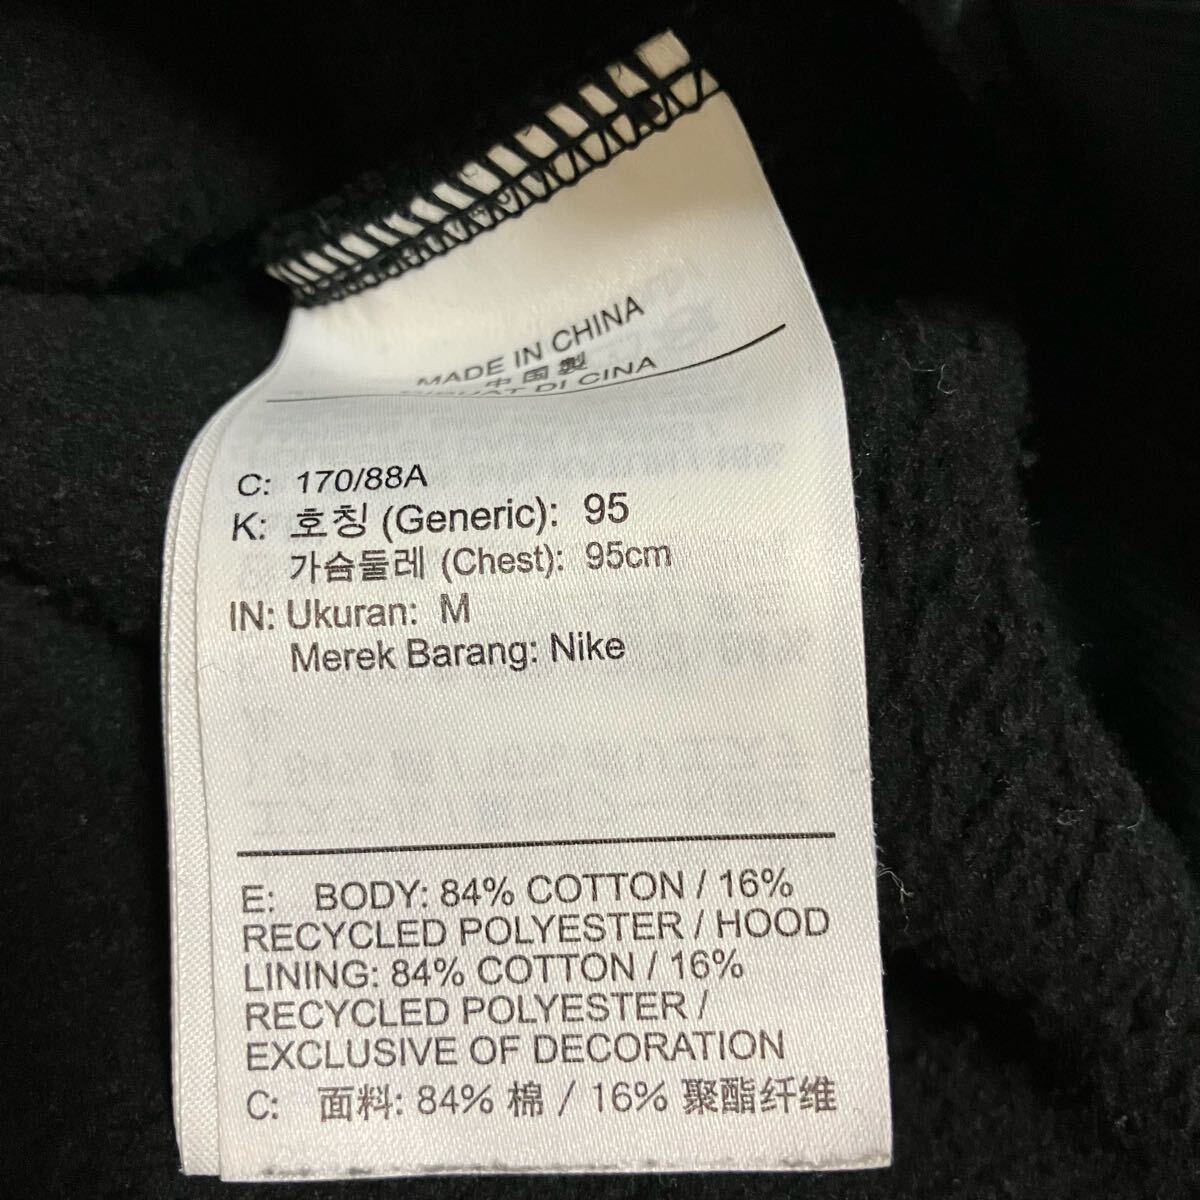 MADE IN CHINA
中国製
DIBUAT DI CINA
C: 170/88A
K: 호칭 (Generic): 95
가슴둘레 (Chest): 95cm
IN: Ukuran: M
Merek Barang: Nike
E: BODY: 84% COTTON / 16%
RECYCLED POLYESTER / HOOD
LINING: 84% COTTON / 16%
RECYCLED POLYESTER /
EXCLUSIVE OF DECORATION
C: 面料: 84% 棉 / 16% 聚酯纤维